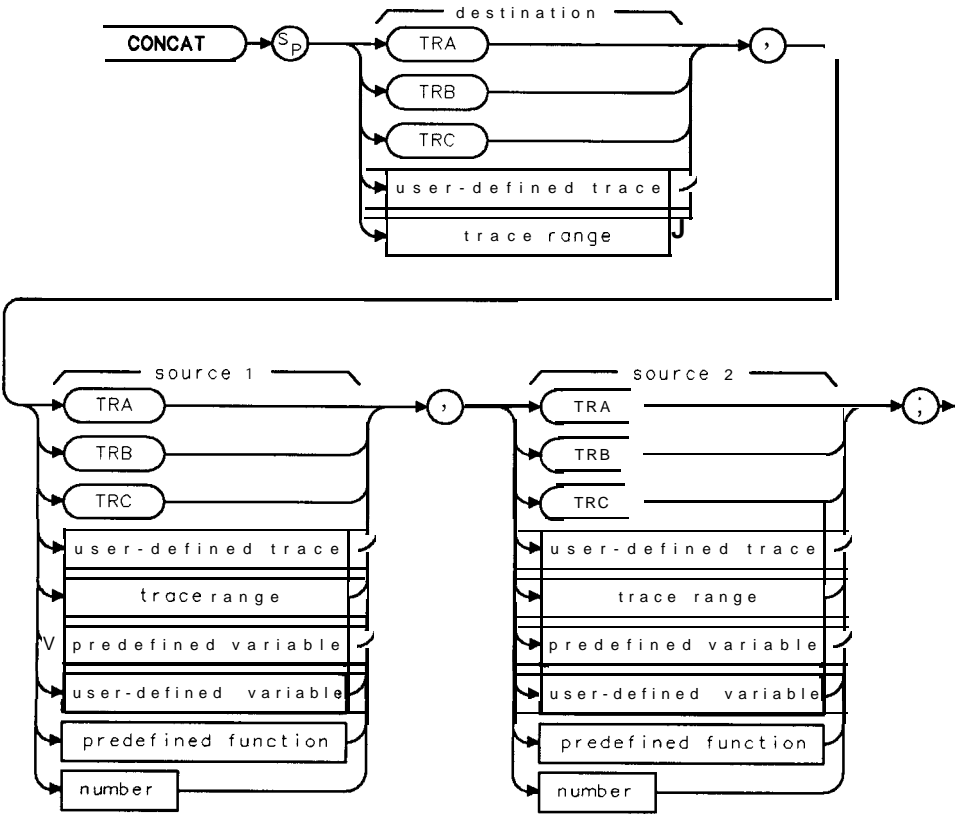 destination
CONCAT
SP
TRA
,
TRB
TRC
user-defined trace
trace range
source 1
TRA
,
TRB
TRC
user-defined trace
trace range
V
predefined variable
user-defined variable
predefined function
number
source 2
TRA
;
TRB
TRC
user-defined trace
trace range
predefined variable
user-defined variable
predefined function
number